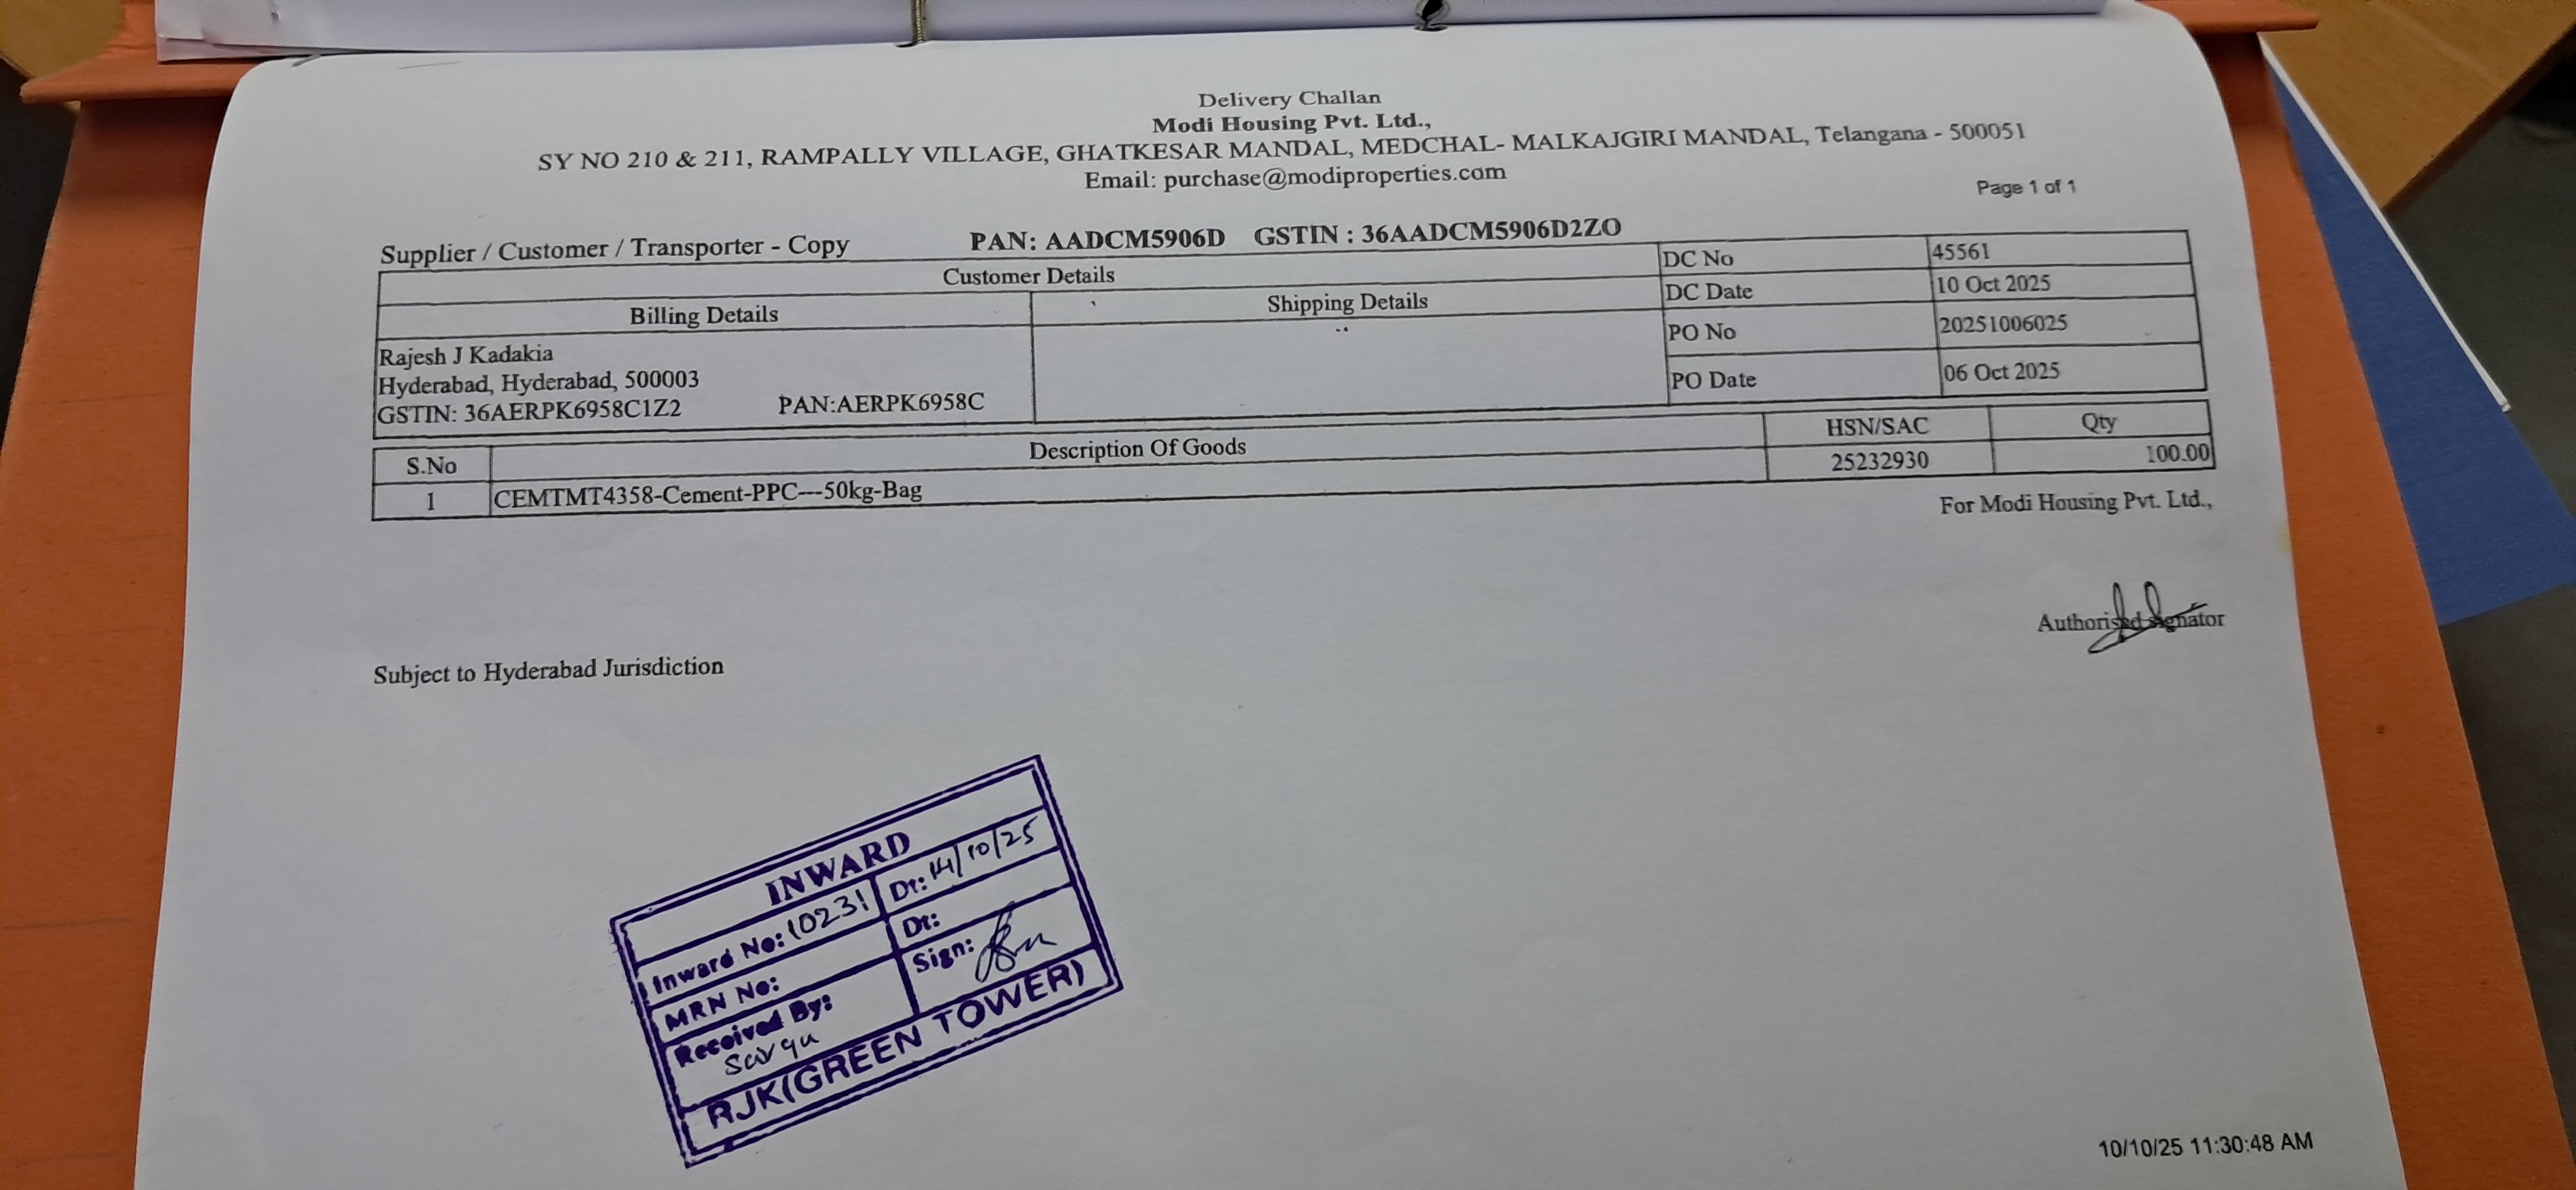 Delivery Challan
Modi Housing Pvt. Ltd.,
SY NO 210 & 211, RAMPALLY VILLAGE, GHATKESAR MANDAL, MEDCHAL- MALKAJGIRI MANDAL, Telangana - 500051
Email: purchase@modiproperties.com
Page 1 of 1
Supplier / Customer / Transporter - Copy PAN: AADCM5906D GSTIN : 36AADCM5906D2ZO
Customer Details
Billing Details Shipping Details
Rajesh J Kadakia
Hyderabad, Hyderabad, 500003
GSTIN: 36AERPK6958C1Z2 PAN:AERPK6958C
DC No 45561
DC Date 10 Oct 2025
PO No 20251006025
PO Date 06 Oct 2025
S.No Description Of Goods HSN/SAC Qty
1 CEMTMT4358-Cement-PPC---50kg-Bag 25232930 100.00
For Modi Housing Pvt. Ltd.,
Authorised signator
Subject to Hyderabad Jurisdiction
INWARD
Inward No: 10231 Dt: 14/10/25
MRN No: Dt:
Received By: Sign:
RJK(GREEN TOWER)
10/10/25 11:30:48 AM